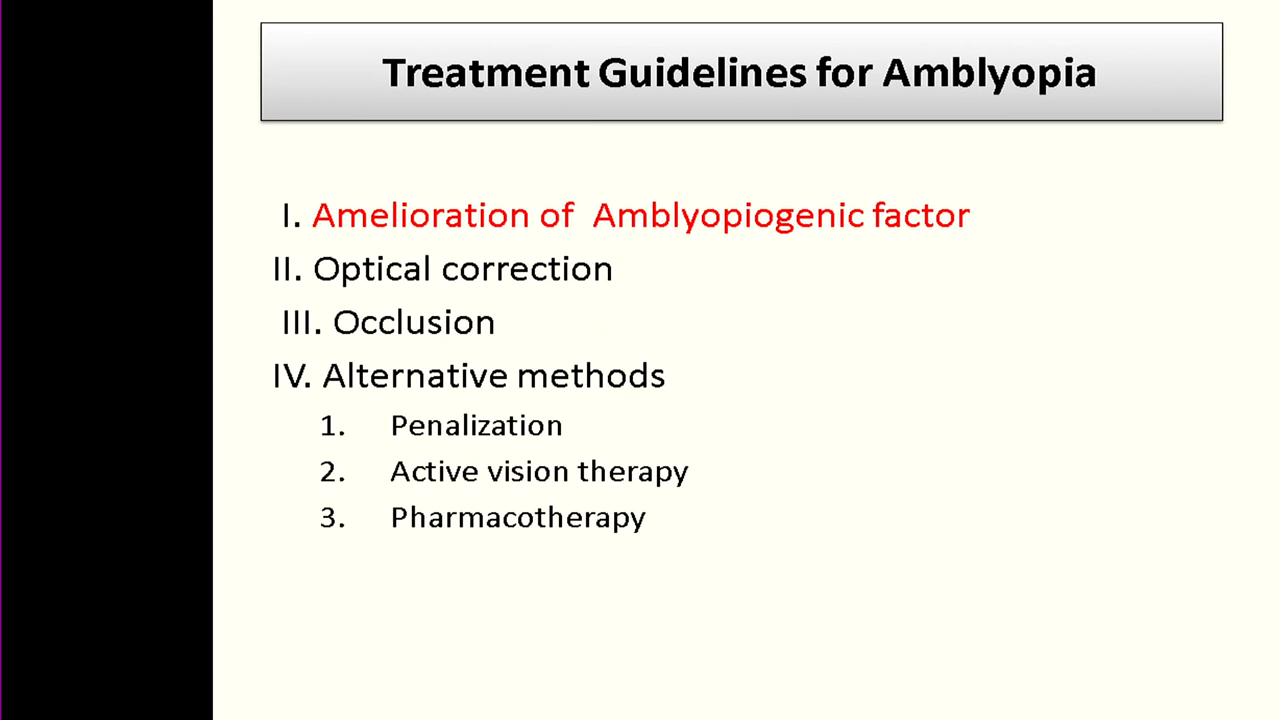 Treatment Guidelines for Amblyopia
I. Amelioration of Amblyopiogenic factor
II. Optical correction
III. Occlusion
IV. Alternative methods
1. Penalization
2. Active vision therapy
3. Pharmacotherapy